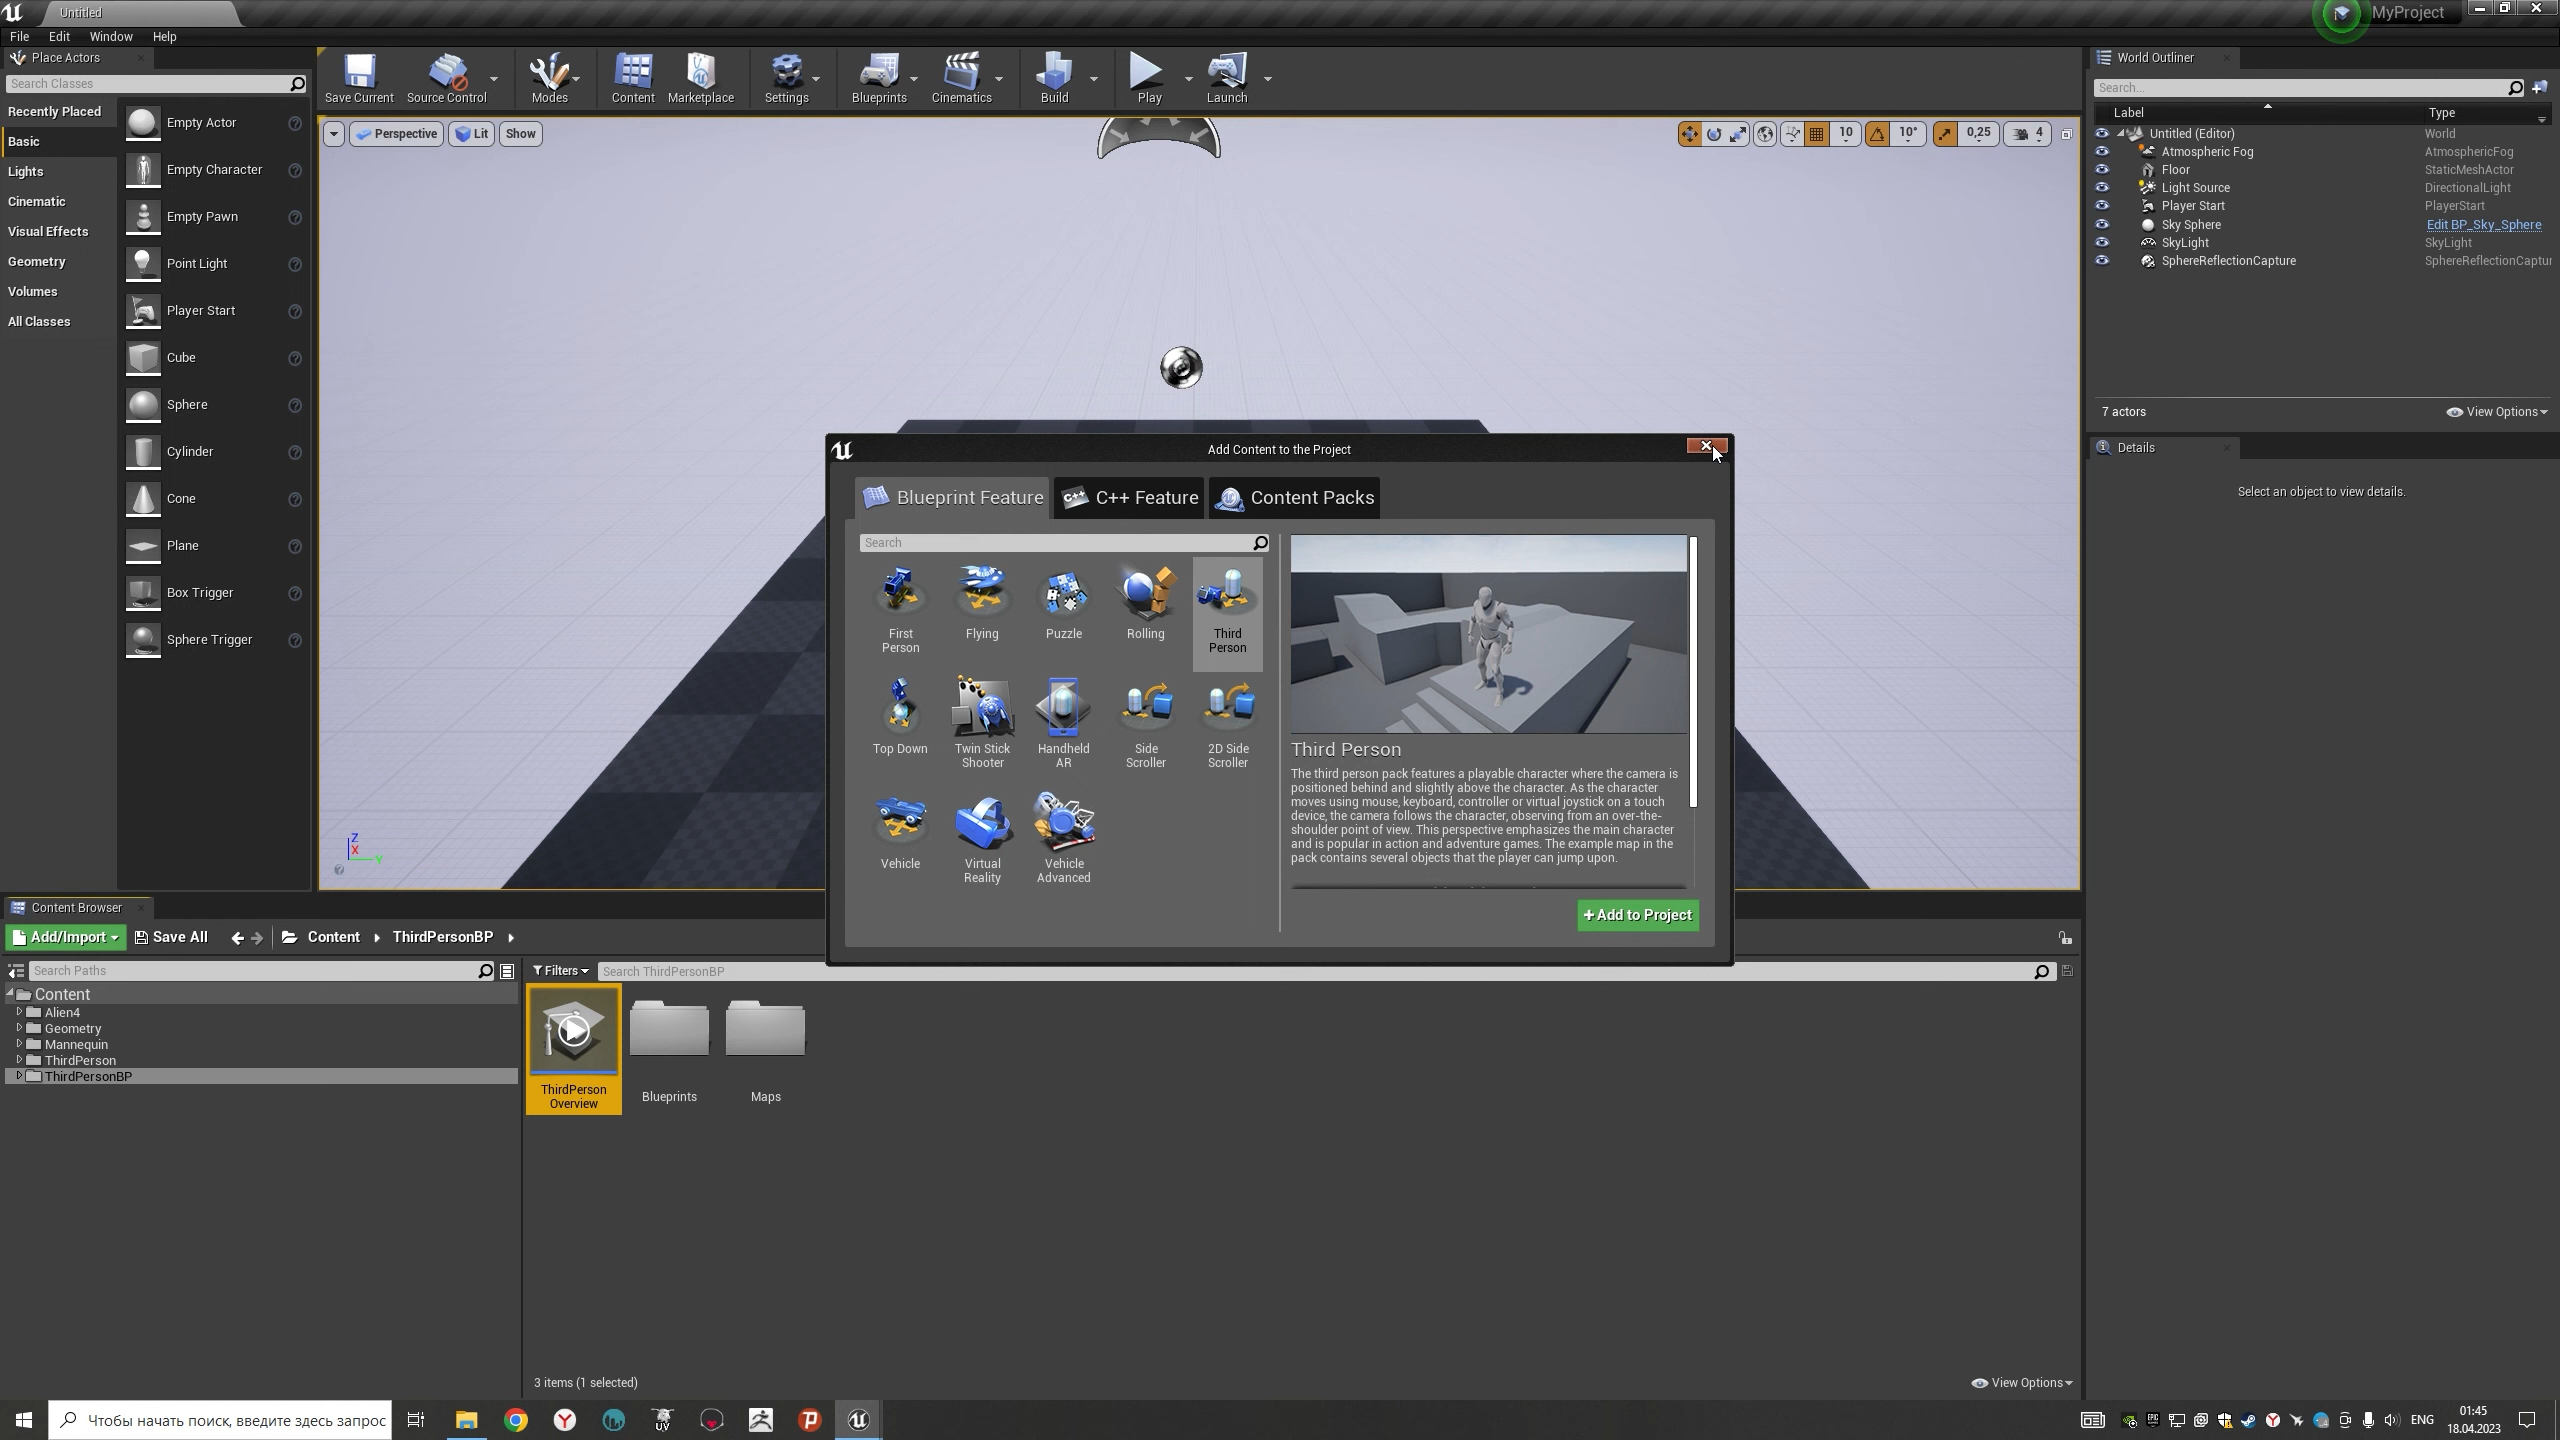 Untitled
MyProject
File Edit Window Help
Place Actors
Search Classes
Recently Placed
Basic
Lights
Cinematic
Visual Effects
Geometry
Volumes
All Classes
Empty Actor
Empty Character
Empty Pawn
Point Light
Player Start
Cube
Sphere
Cylinder
Cone
Plane
Box Trigger
Sphere Trigger
Save Current
Source Control
Modes
Content
Marketplace
Settings
Blueprints
Cinematics
Build
Play
Launch
Perspective
Lit
Show
10
10°
0,25
4
Z
X
Y
World Outliner
Search...
Label Type
Untitled (Editor) World
Atmospheric Fog AtmosphericFog
Floor StaticMeshActor
Light Source DirectionalLight
Player Start PlayerStart
Sky Sphere Edit BP_Sky_Sphere
SkyLight SkyLight
SphereReflectionCapture SphereReflectionCaptur
7 actors
View Options
Details
Select an object to view details.
Add Content to the Project
Blueprint Feature
C++ Feature
Content Packs
Search
First
Person
Flying
Puzzle
Rolling
Third
Person
Top Down
Twin Stick
Shooter
Handheld
AR
Side
Scroller
2D Side
Scroller
Vehicle
Virtual
Reality
Vehicle
Advanced
Third Person
The third person pack features a playable character where the camera is
positioned behind and slightly above the character. As the character
moves using mouse, keyboard, controller or virtual joystick on a touch
device, the camera follows the character, observing from an over-the-
shoulder point of view. This perspective emphasizes the main character
and is popular in action and adventure games. The example map in the
pack contains several objects that the player can jump upon.
+Add to Project
Content Browser
Add/Import
Save All
Content
ThirdPersonBP
Search Paths
Content
Alien4
Geometry
Mannequin
ThirdPerson
ThirdPersonBP
Filters
Search ThirdPersonBP
ThirdPerson
Overview
Blueprints
Maps
3 items (1 selected)
View Options
Чтобы начать поиск, введите здесь запрос
UV
ENG
01:45
18.04.2023